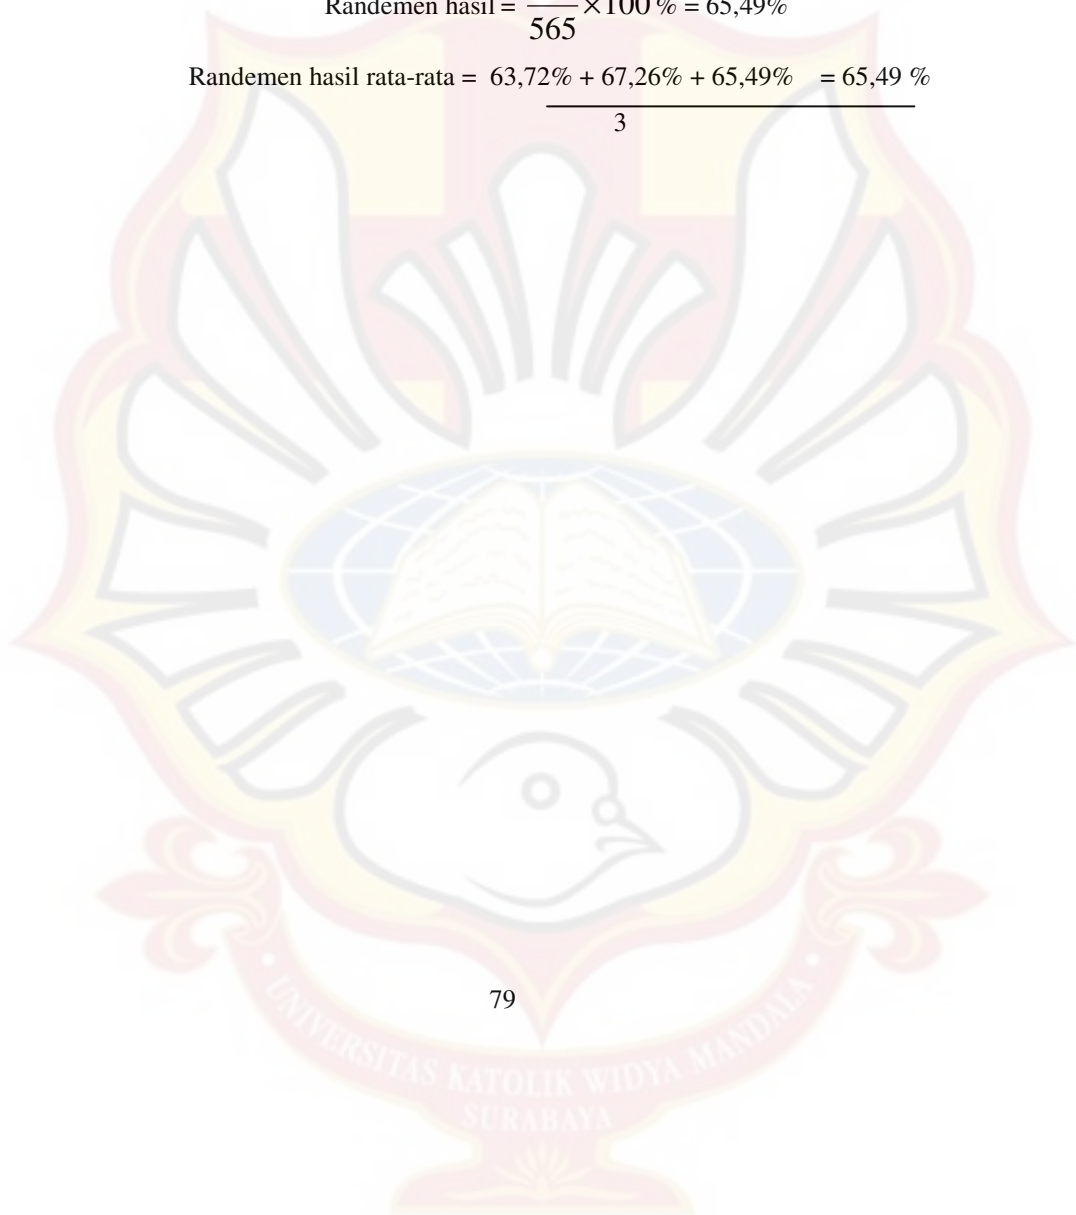 Randemen hasil = ——— ×100 % = 65,49%
565
Randemen hasil rata-rata = 63,72% + 67,26% + 65,49% = 65,49 %
3
79
UNIVERSITAS KATOLIK WIDYA MANDALA
SURABAYA